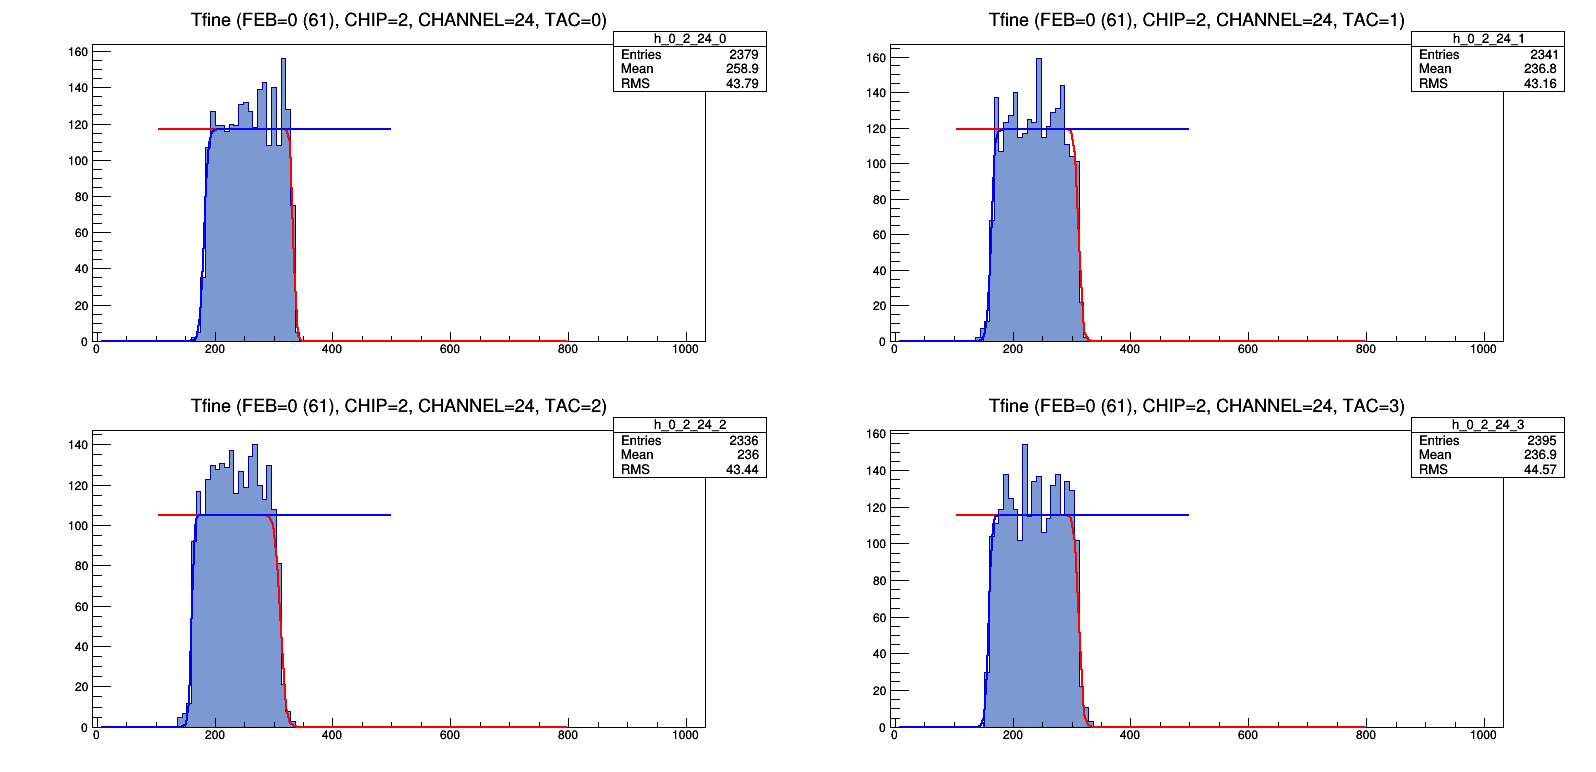 Tfine (FEB=0 (61), CHIP=2, CHANNEL=24, TAC=0)
h_0_2_24_0
Entries 2379
Mean 258.9
RMS 43.79
160
140
120
100
80
60
40
20
0
0 200 400 600 800 1000
Tfine (FEB=0 (61), CHIP=2, CHANNEL=24, TAC=1)
h_0_2_24_1
Entries 2341
Mean 236.8
RMS 43.16
160
140
120
100
80
60
40
20
0
0 200 400 600 800 1000
Tfine (FEB=0 (61), CHIP=2, CHANNEL=24, TAC=2)
h_0_2_24_2
Entries 2336
Mean 236
RMS 43.44
140
120
100
80
60
40
20
0
0 200 400 600 800 1000
Tfine (FEB=0 (61), CHIP=2, CHANNEL=24, TAC=3)
h_0_2_24_3
Entries 2395
Mean 236.9
RMS 44.57
160
140
120
100
80
60
40
20
0
0 200 400 600 800 1000